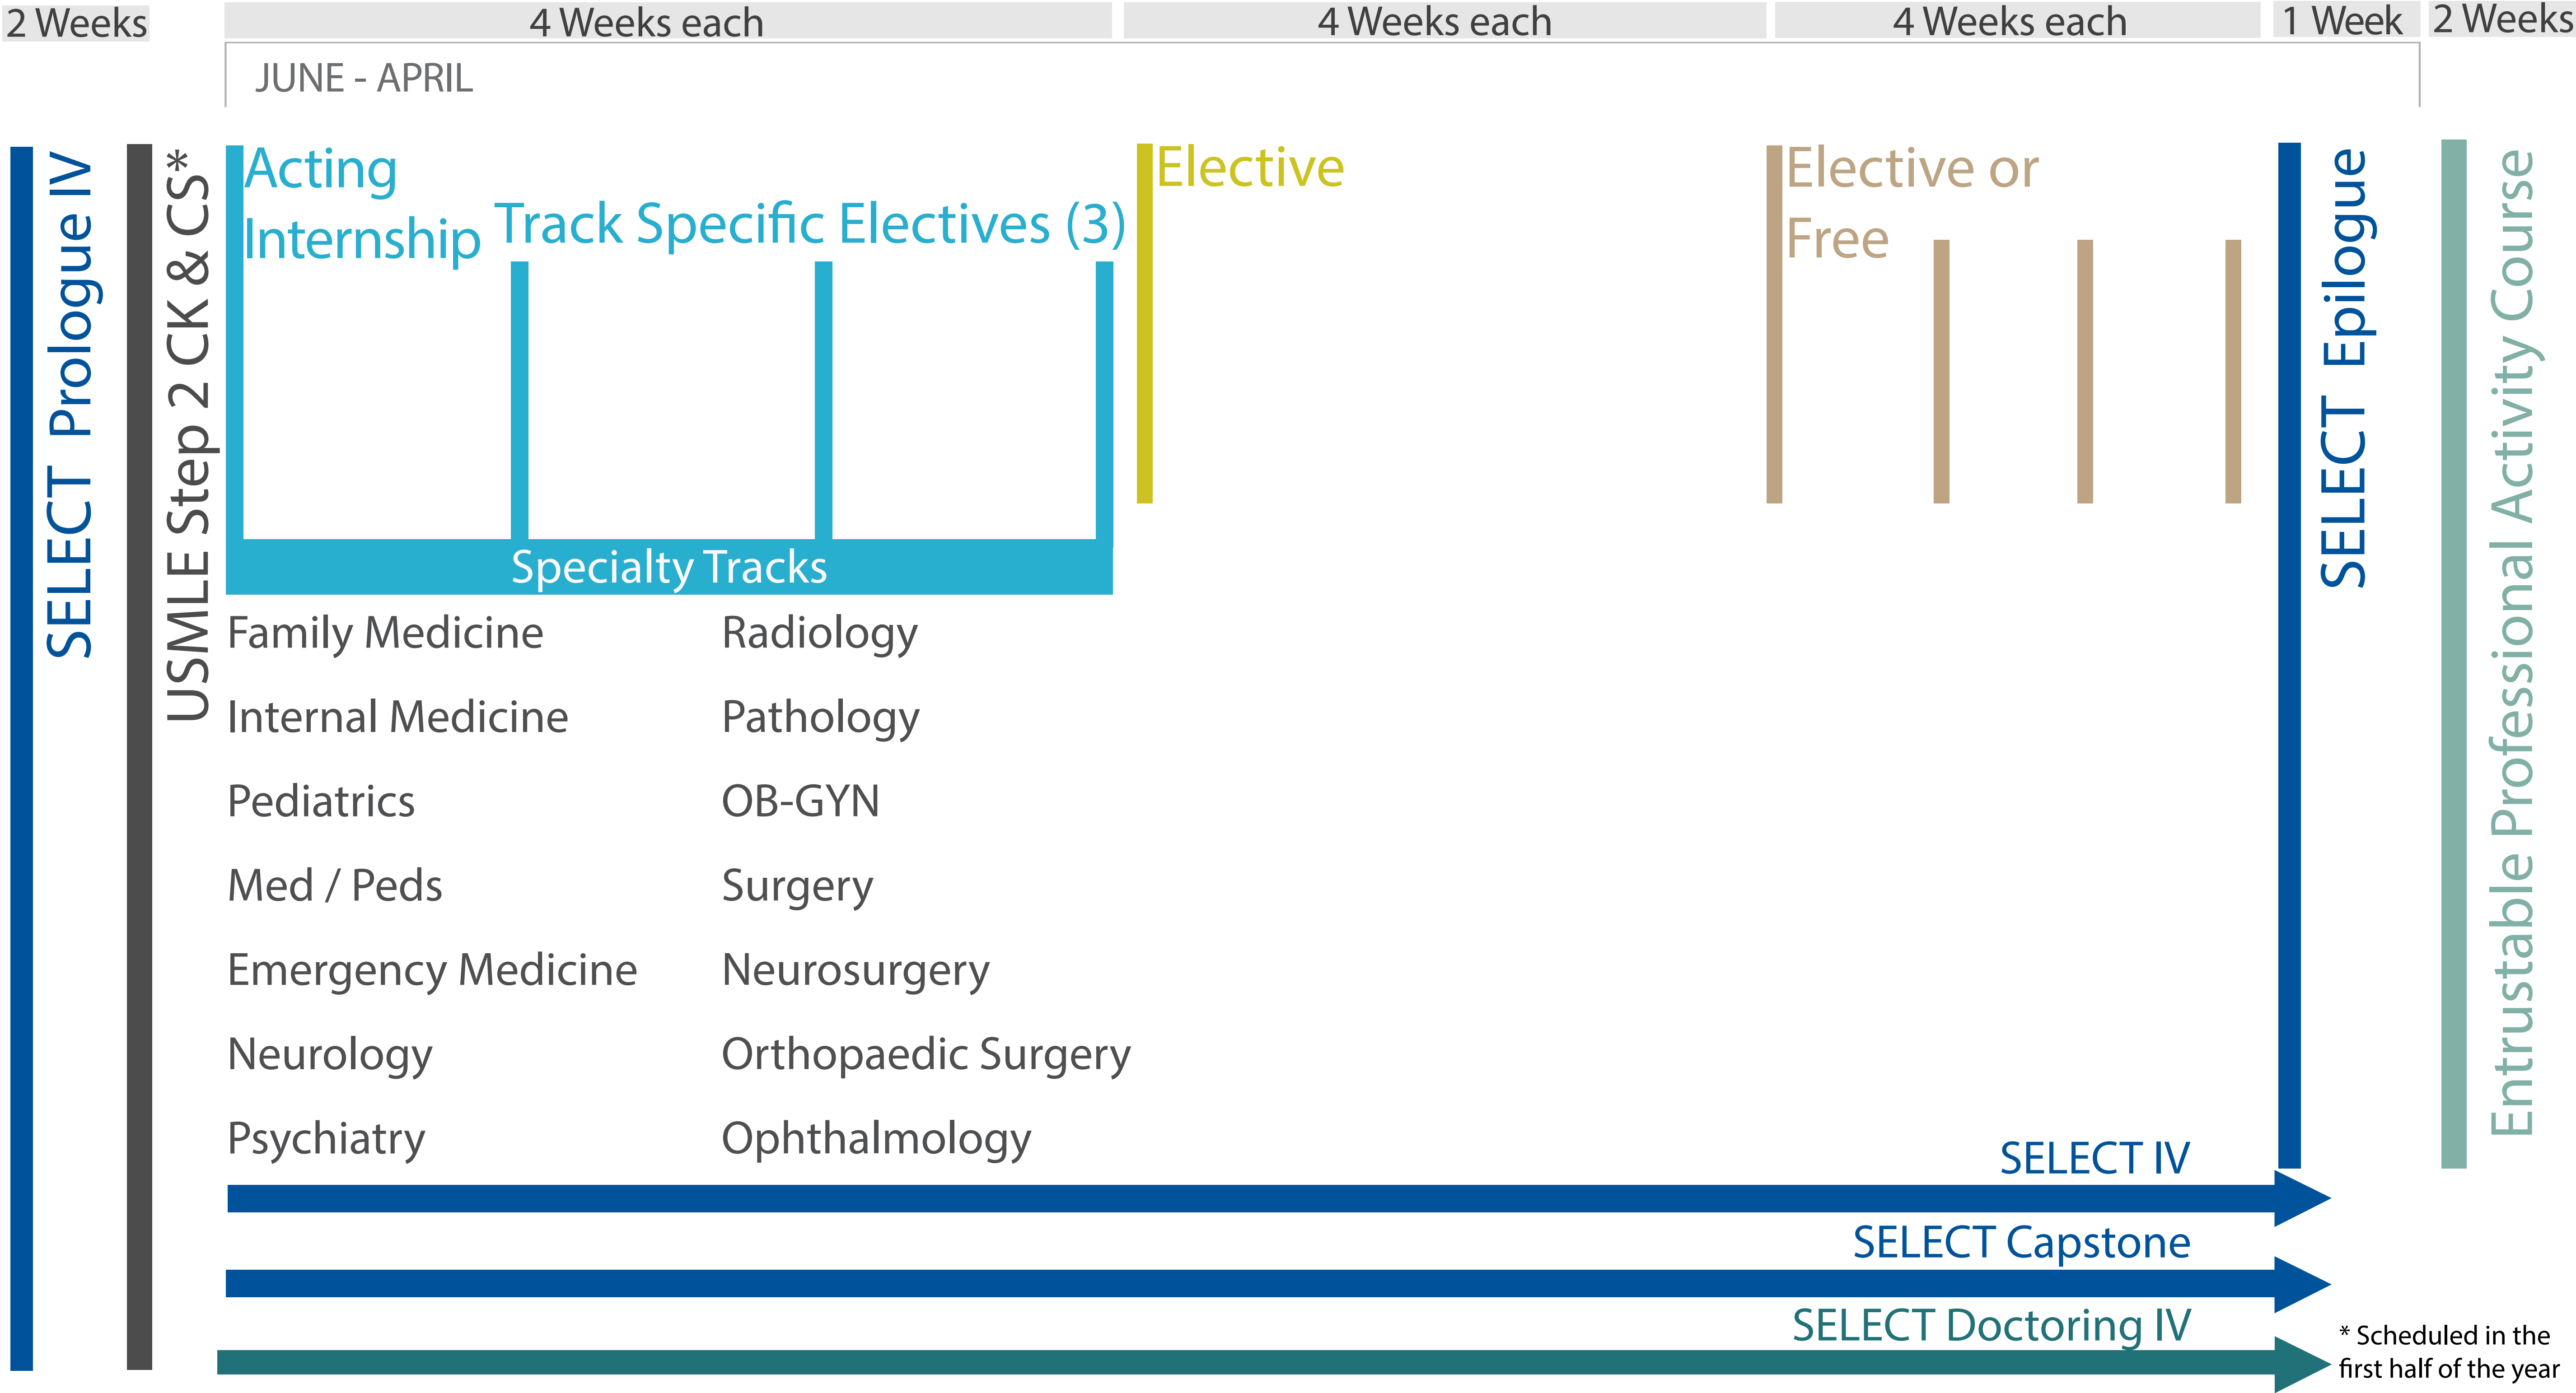 2 Weeks
4 Weeks each
4 Weeks each
4 Weeks each
1 Week
2 Weeks
JUNE - APRIL
SELECT Prologue IV
USMLE Step 2 CK & CS*
Acting
Internship
Track Specific Electives (3)
Elective
Elective or
Free
SELECT Epilogue
Entrustable Professional Activity Course
Specialty Tracks
Family Medicine
Internal Medicine
Pediatrics
Med / Peds
Emergency Medicine
Neurology
Psychiatry
Radiology
Pathology
OB-GYN
Surgery
Neurosurgery
Orthopaedic Surgery
Ophthalmology
SELECT IV
SELECT Capstone
SELECT Doctoring IV
* Scheduled in the
first half of the year